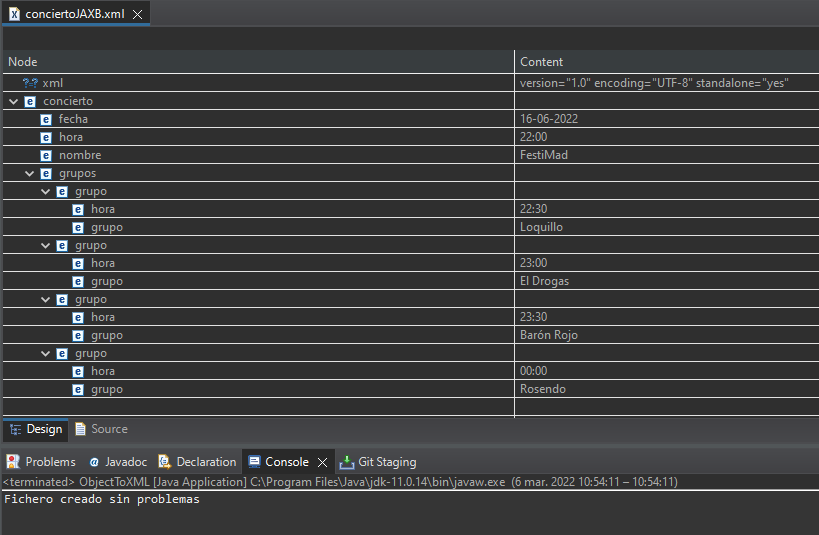 conciertoJAXB.xml
Node Content
?=? xml version="1.0" encoding="UTF-8" standalone="yes"
e concierto
e fecha 16-06-2022
e hora 22:00
e nombre FestiMad
e grupos
e grupo
e hora 22:30
e grupo Loquillo
e grupo
e hora 23:00
e grupo El Drogas
e grupo
e hora 23:30
e grupo Barón Rojo
e grupo
e hora 00:00
e grupo Rosendo
Design Source
Problems @ Javadoc Declaration Console Git Staging
<terminated> ObjectToXML [Java Application] C:\Program Files\Java\jdk-11.0.14\bin\javaw.exe (6 mar. 2022 10:54:11 – 10:54:11)
Fichero creado sin problemas